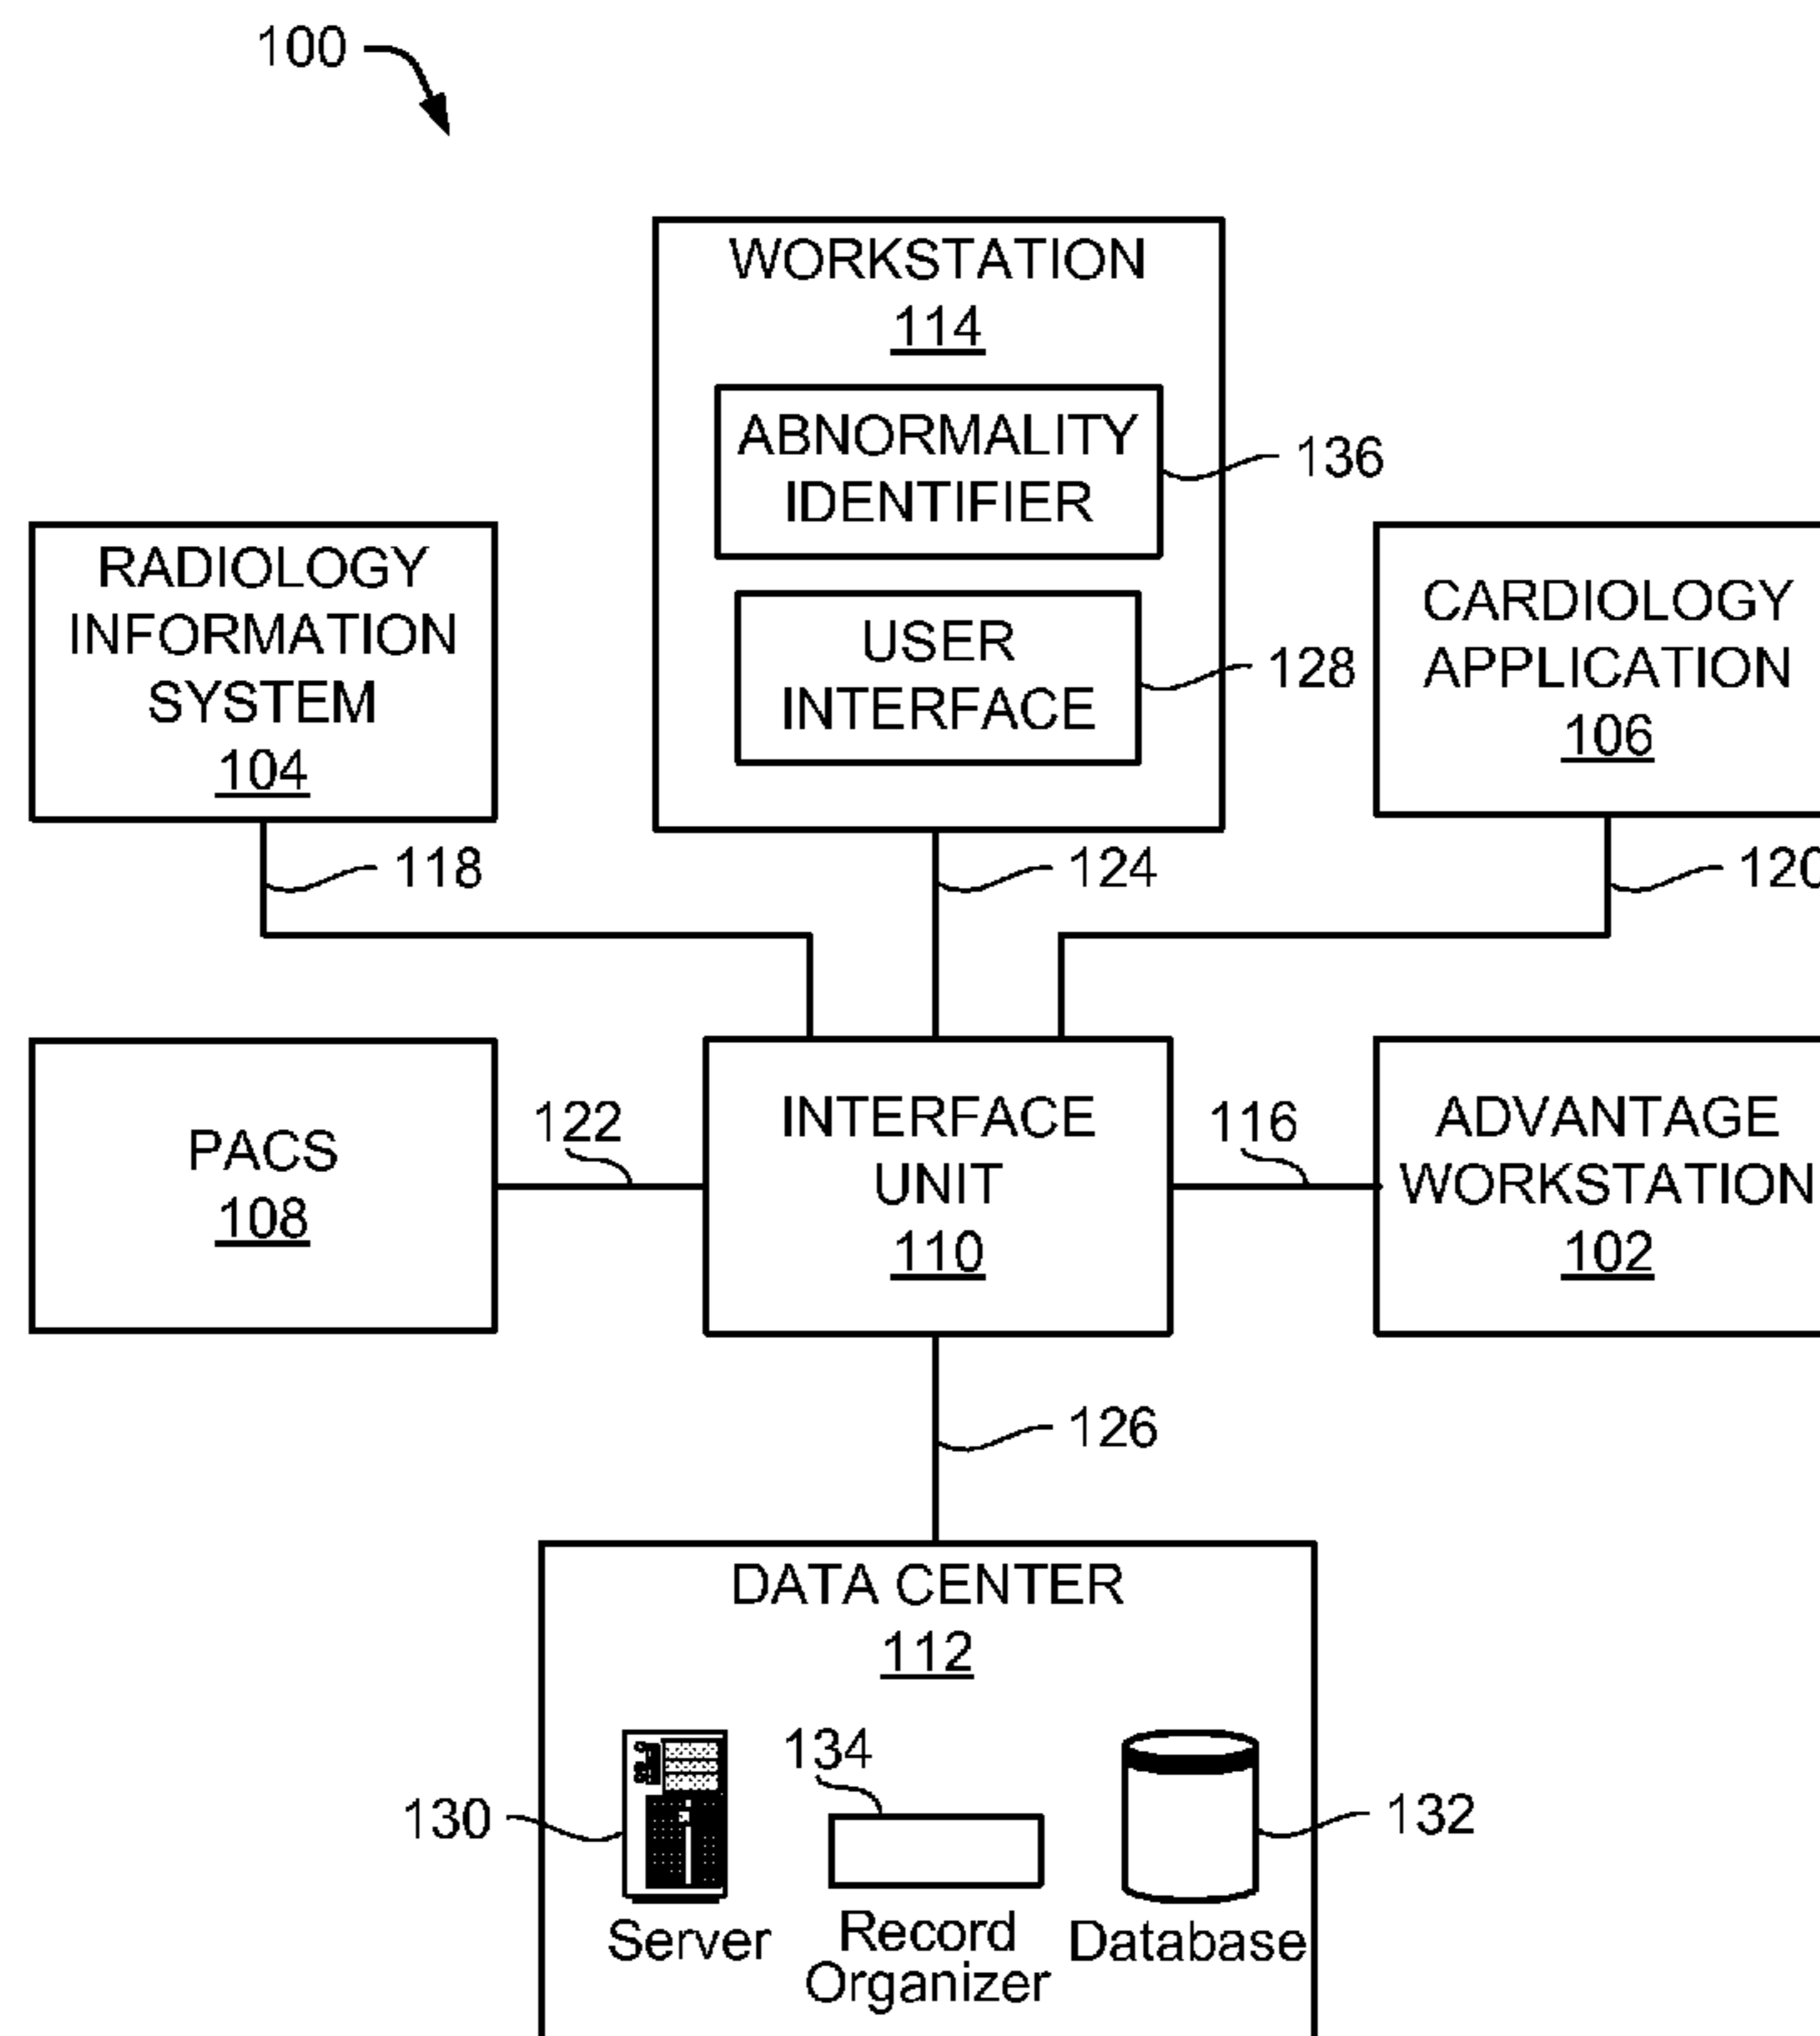 100
WORKSTATION
114
ABNORMALITY
IDENTIFIER
136
USER
INTERFACE
128
RADIOLOGY
INFORMATION
SYSTEM
104
CARDIOLOGY
APPLICATION
106
118
124
120
PACS
108
122
INTERFACE
UNIT
110
116
ADVANTAGE
WORKSTATION
102
126
DATA CENTER
112
130
134
132
Server
Record
Organizer
Database